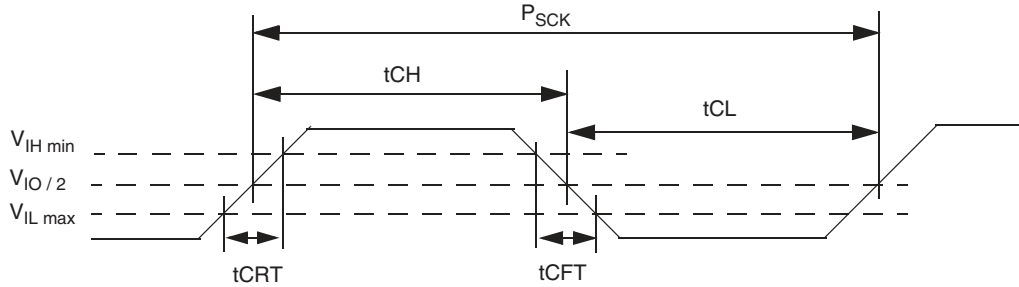 PSCK
tCH
tCL
VIH min
VIO / 2
VIL max
tCRT
tCFT